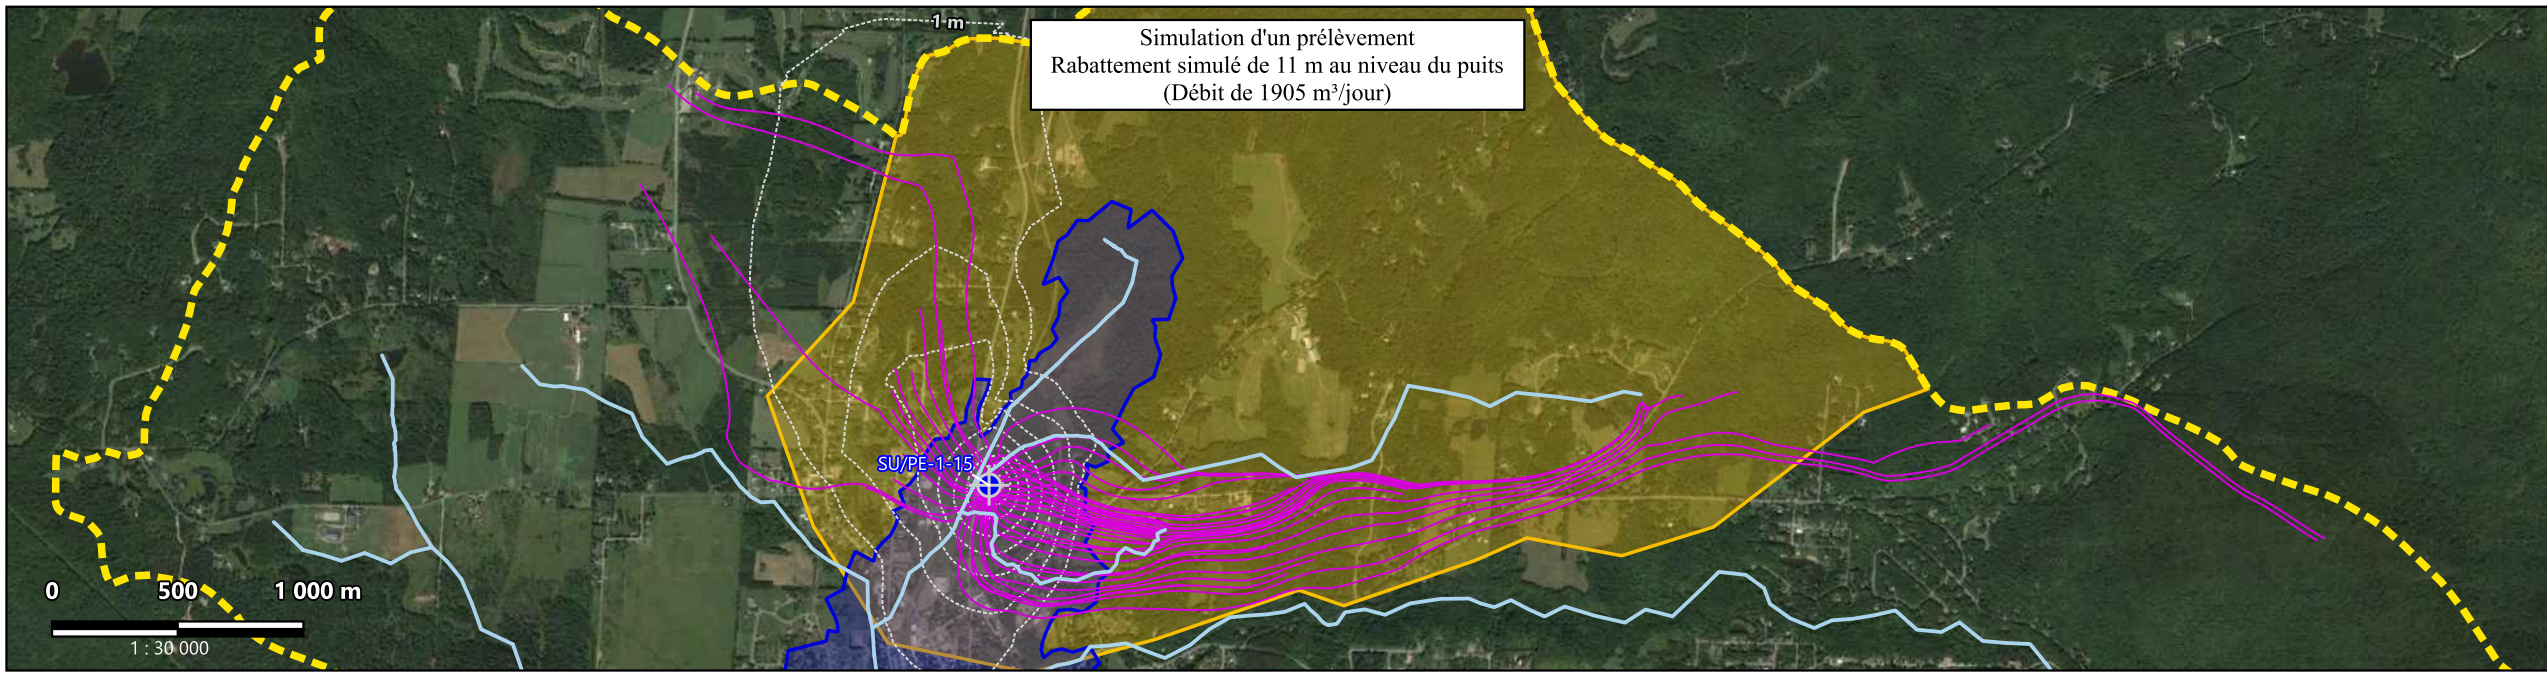 1 m
Simulation d'un prélèvement
Rabattement simulé de 11 m au niveau du puits
(Débit de 1905 m³/jour)
SU/PE-1-15
0 500 1 000 m
1 : 30 000